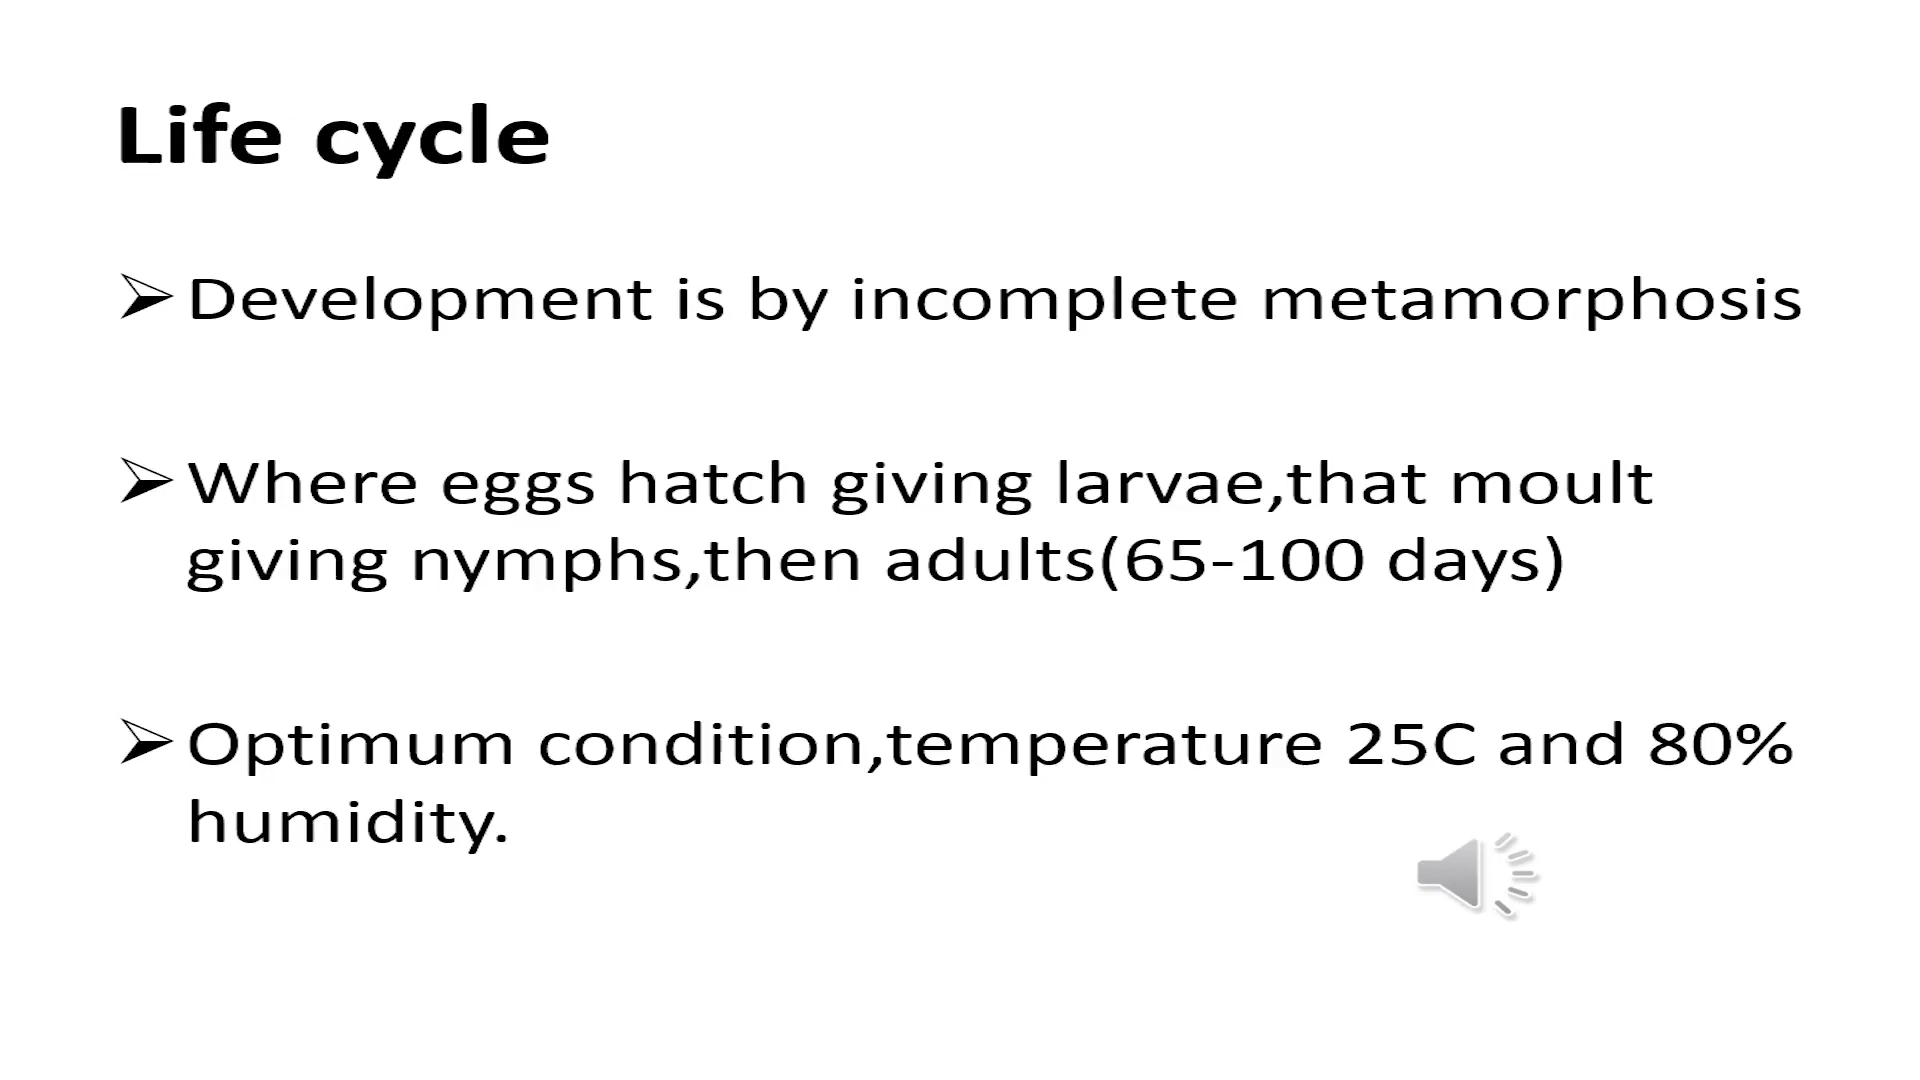 Life cycle
Development is by incomplete metamorphosis
Where eggs hatch giving larvae,that moult
giving nymphs,then adults(65-100 days)
Optimum condition,temperature 25C and 80%
humidity.